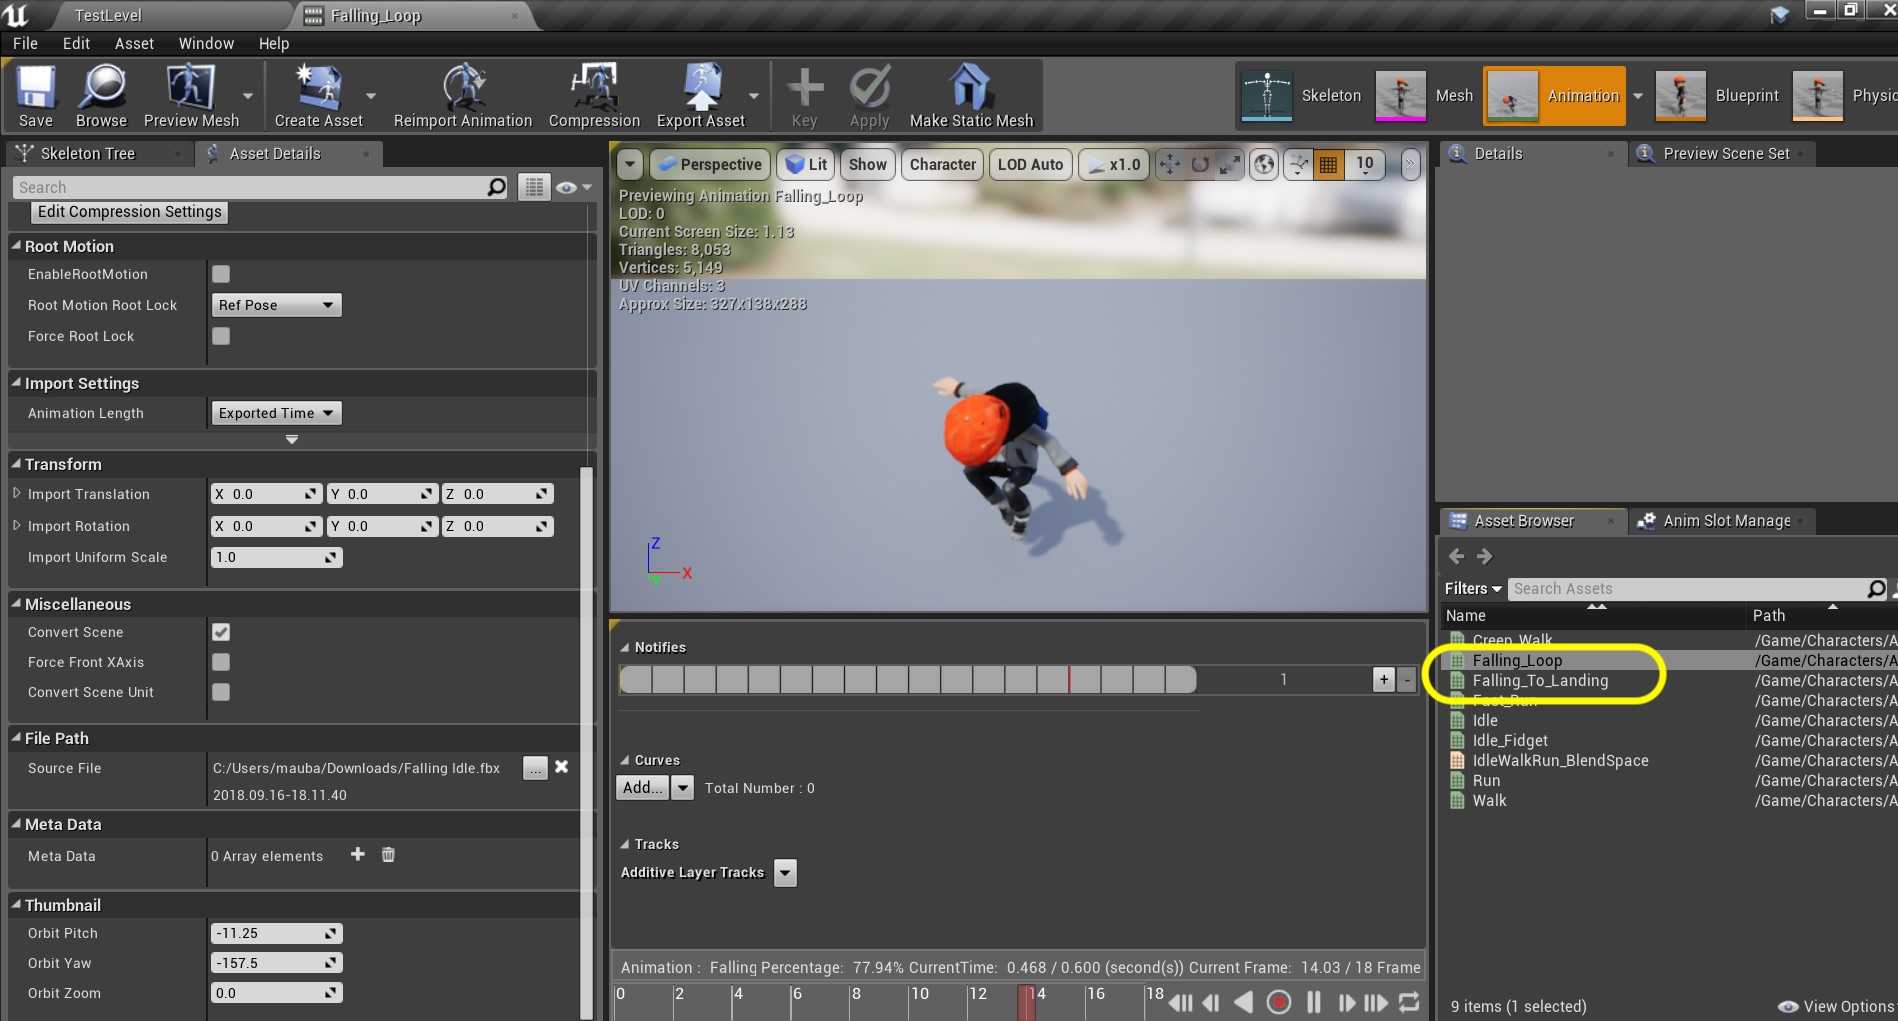 TestLevel
Falling_Loop
File Edit Asset Window Help
Save Browse Preview Mesh Create Asset Reimport Animation Compression Export Asset Key Apply Make Static Mesh
Skeleton Mesh Animation Blueprint Physic
Skeleton Tree
Asset Details
Search
Edit Compression Settings
Root Motion
EnableRootMotion
Root Motion Root Lock Ref Pose
Force Root Lock
Import Settings
Animation Length Exported Time
Transform
Import Translation X 0.0 Y 0.0 Z 0.0
Import Rotation X 0.0 Y 0.0 Z 0.0
Import Uniform Scale 1.0
Miscellaneous
Convert Scene
Force Front XAxis
Convert Scene Unit
File Path
Source File C:/Users/mauba/Downloads/Falling Idle.fbx ...
2018.09.16-18.11.40
Meta Data
Meta Data 0 Array elements
Thumbnail
Orbit Pitch -11.25
Orbit Yaw -157.5
Orbit Zoom 0.0
Perspective Lit Show Character LOD Auto x1.0 10
Previewing Animation Falling_Loop
LOD: 0
Current Screen Size: 1.13
Triangles: 8,053
Vertices: 5,149
UV Channels: 3
Approx Size: 327x138x288
Z
X
Notifies
1 + -
Curves
Add... Total Number : 0
Tracks
Additive Layer Tracks
Animation : Falling Percentage: 77.94% CurrentTime: 0.468 / 0.600 (second(s)) Current Frame: 14.03 / 18 Frame
0 2 4 6 8 10 12 14 16 18
Details
Preview Scene Set
Asset Browser
Anim Slot Manage
Filters Search Assets
Name Path
Creep_Walk /Game/Characters/A
Falling_Loop /Game/Characters/A
Falling_To_Landing /Game/Characters/A
Fast_Run /Game/Characters/A
Idle /Game/Characters/A
Idle_Fidget /Game/Characters/A
IdleWalkRun_BlendSpace /Game/Characters/A
Run /Game/Characters/A
Walk /Game/Characters/A
9 items (1 selected) View Options